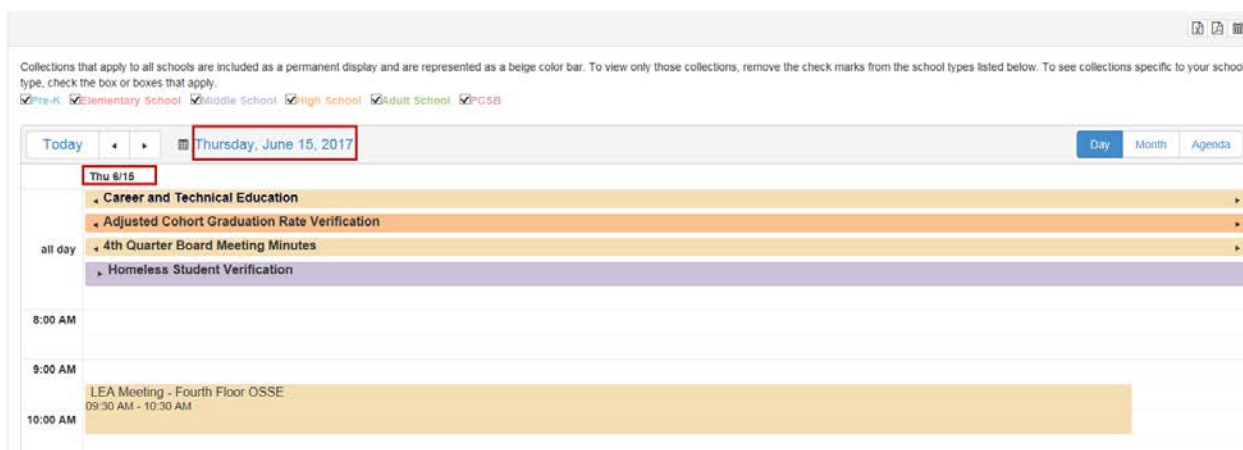 Collections that apply to all schools are included as a permanent display and are represented as a beige color bar. To view only those collections, remove the check marks from the school types listed below. To see collections specific to your school
type, check the box or boxes that apply.
Pre-K Elementary School Middle School High School Adult School PCSB
Today Thursday, June 15, 2017 Day Month Agenda
Thu 6/15
Career and Technical Education
Adjusted Cohort Graduation Rate Verification
all day 4th Quarter Board Meeting Minutes
Homeless Student Verification
8:00 AM
9:00 AM
LEA Meeting - Fourth Floor OSSE
09:30 AM - 10:30 AM
10:00 AM